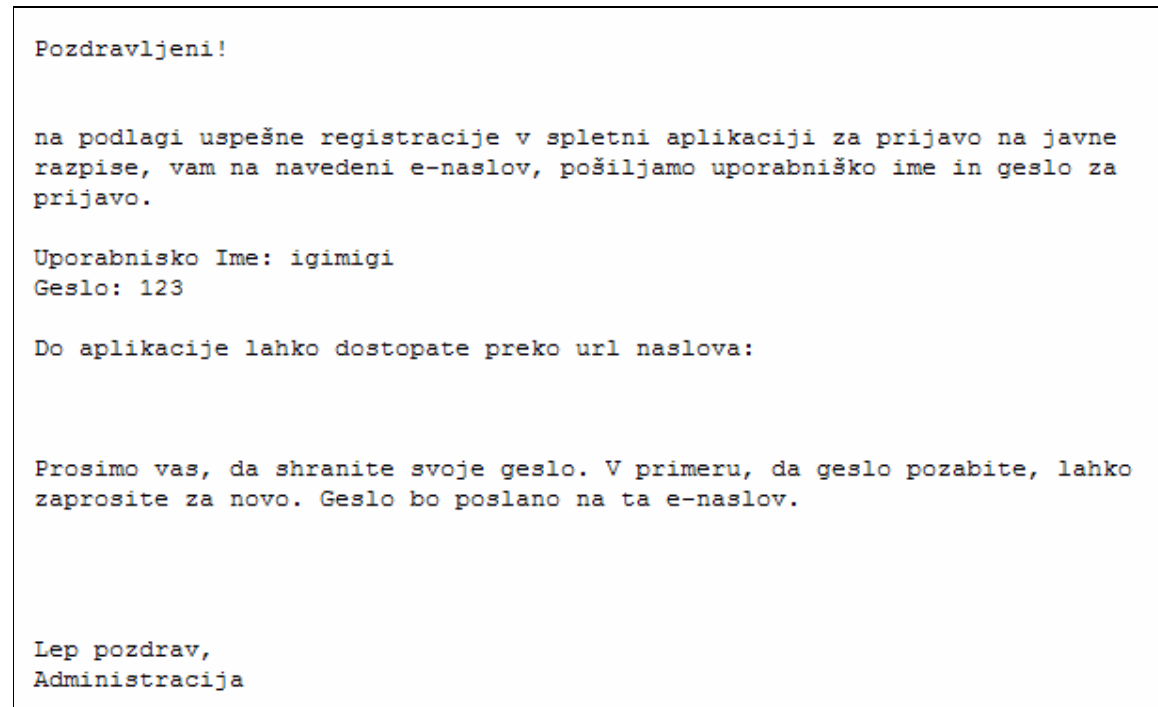 Pozdravljeni!
na podlagi uspešne registracije v spletni aplikaciji za prijavo na javne
razpise, vam na navedeni e-naslov, pošiljamo uporabniško ime in geslo za
prijavo.
Uporabnisko Ime: igimigi
Geslo: 123
Do aplikacije lahko dostopate preko url naslova:
Prosimo vas, da shranite svoje geslo. V primeru, da geslo pozabite, lahko
zaprosite za novo. Geslo bo poslano na ta e-naslov.
Lep pozdrav,
Administracija